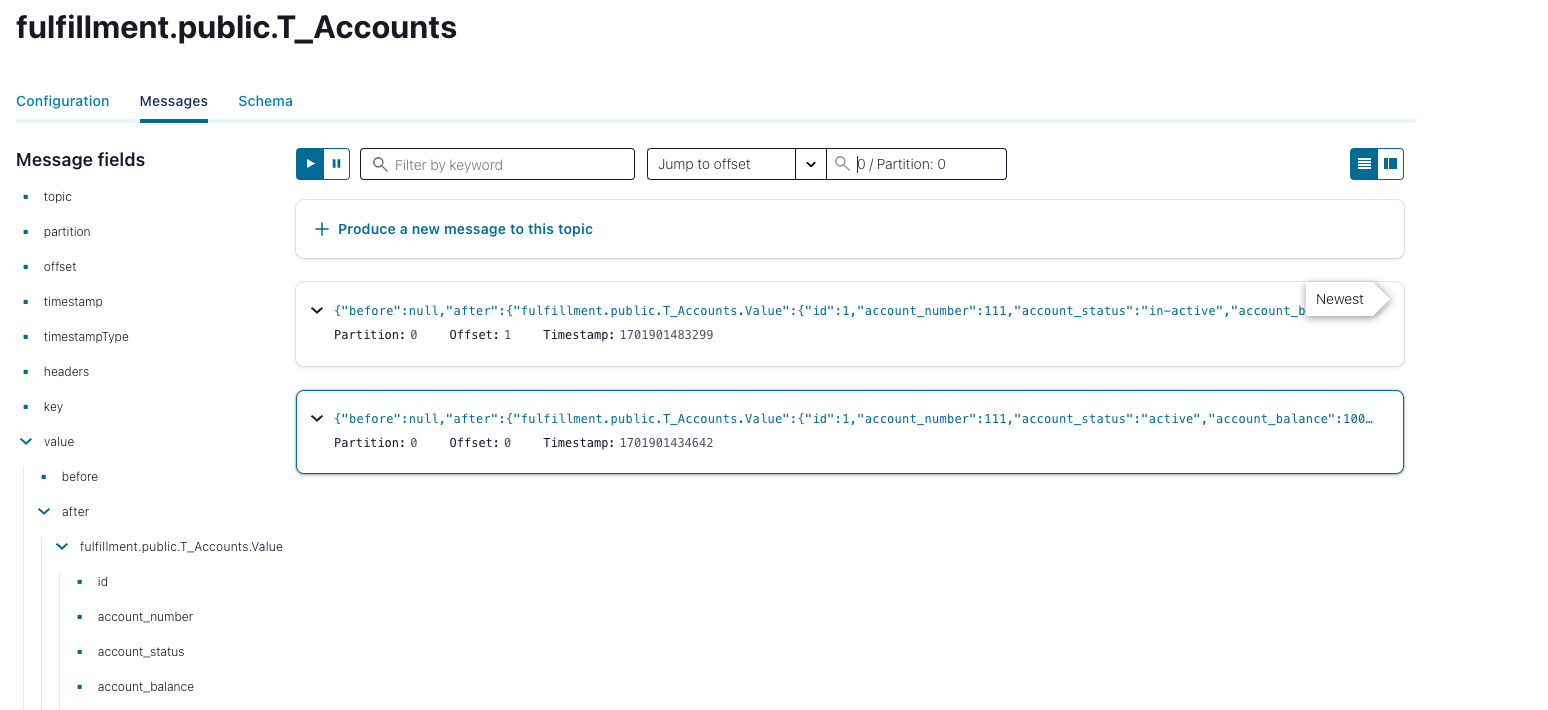 fulfillment.public.T_Accounts
Configuration Messages Schema
Message fields
topic
partition
offset
timestamp
timestampType
headers
key
value
before
after
fulfillment.public.T_Accounts.Value
id
account_number
account_status
account_balance
Filter by keyword Jump to offset 0 / Partition: 0
Produce a new message to this topic
Newest
{"before":null,"after":{"fulfillment.public.T_Accounts.Value":{"id":1,"account_number":111,"account_status":"in-active","account_b
Partition: 0 Offset: 1 Timestamp: 1701901483299
{"before":null,"after":{"fulfillment.public.T_Accounts.Value":{"id":1,"account_number":111,"account_status":"active","account_balance":100…
Partition: 0 Offset: 0 Timestamp: 1701901434642